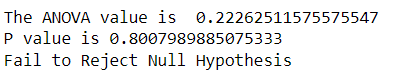 The ANOVA value is  0.22262511575575547
P value is 0.8007989885075333
Fail to Reject Null Hypothesis